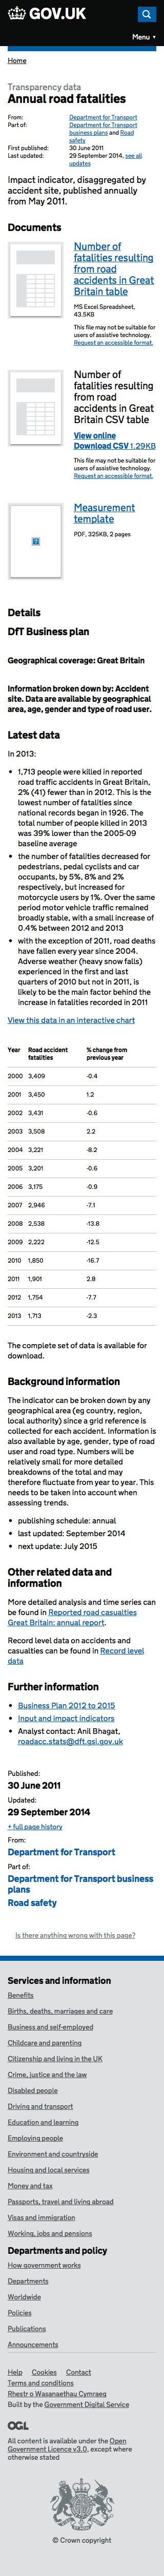 GOV.UK
Menu
Home
Transparency data
Annual road fatalities
From: Department for Transport
Part of: Department for Transport
business plans and Road
safety
First published: 30 June 2011
Last updated: 29 September 2014, see all
updates
Impact indicator, disaggregated by
accident site, published annually
from May 2011.
Documents
Number of
fatalities resulting
from road
accidents in Great
Britain table
MS Excel Spreadsheet,
43.5KB
This file may not be suitable for
users of assistive technology.
Request an accessible format.
Number of
fatalities resulting
from road
accidents in Great
Britain CSV table
View online
Download CSV 1.29KB
This file may not be suitable for
users of assistive technology.
Request an accessible format.
Measurement
template
PDF, 325KB, 2 pages
Details
DfT Business plan
Geographical coverage: Great Britain
Information broken down by: Accident
site. Data are available by geographical
area, age, gender and type of road user.
Latest data
In 2013:
1,713 people were killed in reported
road traffic accidents in Great Britain,
2% (41) fewer than in 2012. This is the
lowest number of fatalities since
national records began in 1926. The
number of people killed in 2013
was 39% lower than the 2005-09
baseline average
the number of fatalitiesdecreased for
pedestrians, pedal cyclists and car
occupants, by 5%, 8% and 2%
respectively, but increased for
motorcycle users by 1%. Over the same
period motor vehicle traffic remained
broadly stable, with a small rise of
0.4% between 2012 and 2013
with the exception of 2011, road deaths
have fallen every year since 2004.
Adverse weather (heavy snow falls)
experienced in the first and last
quarters of 2010 but not in 2011 is
likely to have been a factor in the
increase in fatalities recorded in 2011
View this data in an interactive chart
Year Road accident fatalities % change from previous year
2000 3,409 -0.4
2001 3,450 1.2
2002 3,431 -0.6
2003 3,508 2.2
2004 3,221 -8.2
2005 3,201 -0.6
2006 3,175 -0.9
2007 2,946 -7.1
2008 2,538 -13.8
2009 2,222 -12.5
2010 1,850 -16.7
2011 1,901 2.8
2012 1,754 -7.7
2013 1,713 -2.3
The complete set of data is available for
download.
Background information
The indicator can be broken down by any
geographical area (eg country, region,
local authority) since a grid reference is
collected for each accident. Information is
also available by age, gender, type of road
user and road type. Numbers will be
relatively small for more detailed
breakdowns of the total and may
therefore fluctuate from year to year. This
needs to be taken into account when
assessing trends.
publishing schedule: annual
last updated: September 2014
next update: July 2015
Other related data and
information
More detailed analysis and time series can
be found in Reported road casualties
Great Britain: annual report.
Record level data on accidents and
casualties can be found in Record level
data
Further information
Business Plan 2012 to 2015
Input and impact indicators
Analyst contact: Anil Bhagat,
roadacc.stats@dft.gsi.gov.uk
Published:
30 June 2011
Updated:
29 September 2014
+ full page history
From:
Department for Transport
Part of:
Department for Transport business
plans
Road safety
Is there anything wrong with this page?
Services and information
Benefits
Births, deaths, marriages and care
Business and self-employed
Childcare and parenting
Citizenship and living in the UK
Crime, justice and the law
Disabled people
Driving and transport
Education and learning
Employing people
Environment and countryside
Housing and local services
Money and tax
Passports, travel and living abroad
Visas and immigration
Working, jobs and pensions
Departments and policy
How government works
Departments
Worldwide
Policies
Publications
Announcements
Help Cookies Contact
Terms and conditions
Rhestr o Wasanaethau Cymraeg
Built by the Government Digital Service
OGL
All content is available under the Open
Government Licence v3.0, except where
otherwise stated
© Crown copyright